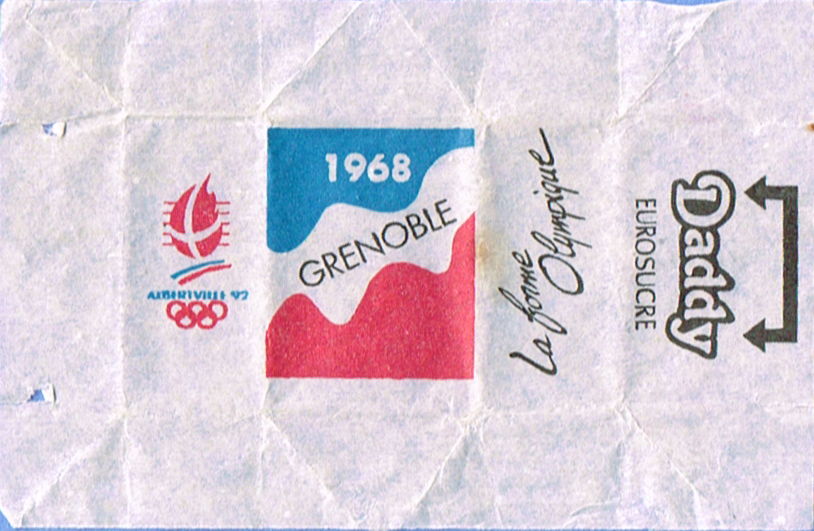 ALBERTVILLE 92
1968
GRENOBLE
La forme
Olympique
Daddy
EUROSUCRE